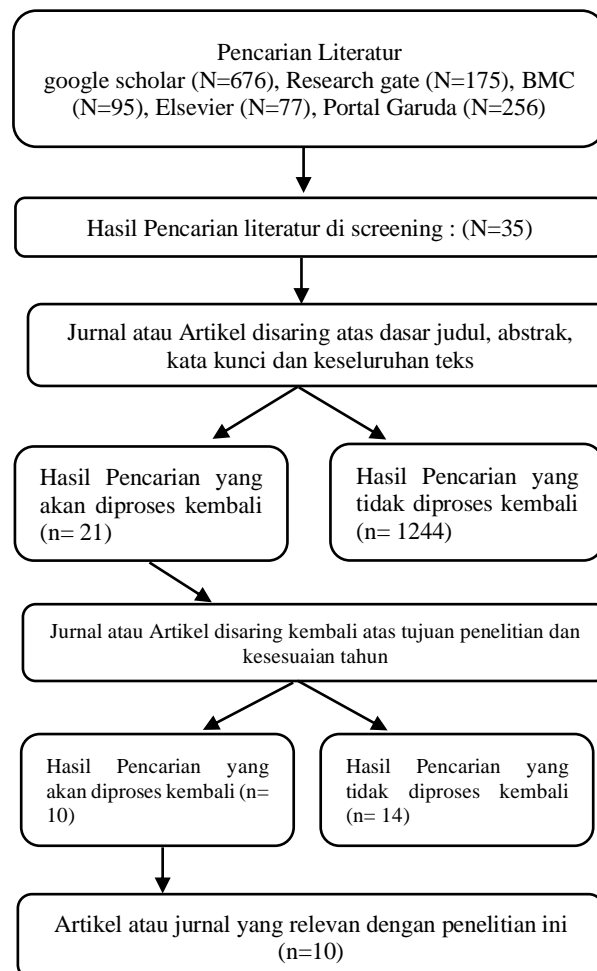 Pencarian Literatur
google scholar (N=676), Research gate (N=175), BMC
(N=95), Elsevier (N=77), Portal Garuda (N=256)
Hasil Pencarian literatur di screening : (N=35)
Jurnal atau Artikel disaring atas dasar judul, abstrak,
kata kunci dan keseluruhan teks
Hasil Pencarian yang
akan diproses kembali
(n= 21)
Hasil Pencarian yang
tidak diproses kembali
(n= 1244)
Jurnal atau Artikel disaring kembali atas tujuan penelitian dan
kesesuaian tahun
Hasil Pencarian yang
akan diproses kembali (n=
10)
Hasil Pencarian yang
tidak diproses kembali
(n= 14)
Artikel atau jurnal yang relevan dengan penelitian ini
(n=10)